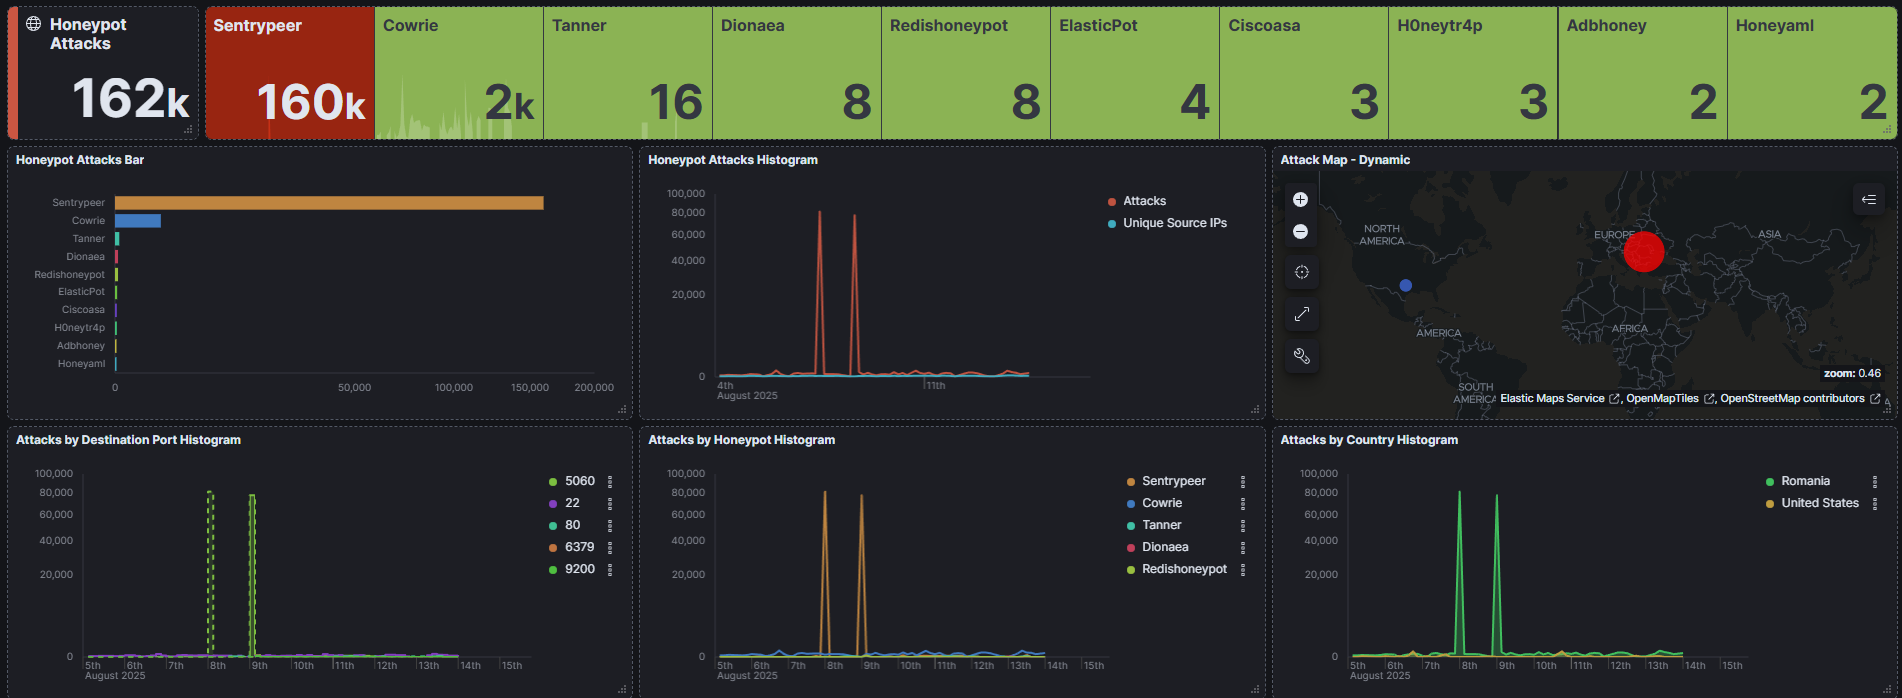 Honeypot
Attacks
162k
Sentrypeer
160k
Cowrie
2k
Tanner
16
Dionaea
8
Redishoneypot
8
ElasticPot
4
Ciscoasa
3
H0neytr4p
3
Adbhoney
2
Honeyaml
2
Honeypot Attacks Bar
Sentrypeer
Cowrie
Tanner
Dionaea
Redishoneypot
ElasticPot
Ciscoasa
H0neytr4p
Adbhoney
Honeyaml
0 50,000 100,000 150,000 200,000
Honeypot Attacks Histogram
100,000
80,000
60,000
40,000
20,000
0
4th 11th
August 2025
Attacks
Unique Source IPs
Attack Map - Dynamic
NORTH
AMERICA
EUROPE
ASIA
AMERICA
AFRICA
SOUTH
AMERICA
zoom: 0.46
Elastic Maps Service , OpenMapTiles , OpenStreetMap contributors
Attacks by Destination Port Histogram
100,000
80,000
60,000
40,000
20,000
0
5th 6th 7th 8th 9th 10th 11th 12th 13th 14th 15th
August 2025
5060
22
80
6379
9200
Attacks by Honeypot Histogram
100,000
80,000
60,000
40,000
20,000
0
5th 6th 7th 8th 9th 10th 11th 12th 13th 14th 15th
August 2025
Sentrypeer
Cowrie
Tanner
Dionaea
Redishoneypot
Attacks by Country Histogram
100,000
80,000
60,000
40,000
20,000
0
5th 6th 7th 8th 9th 10th 11th 12th 13th 14th 15th
August 2025
Romania
United States